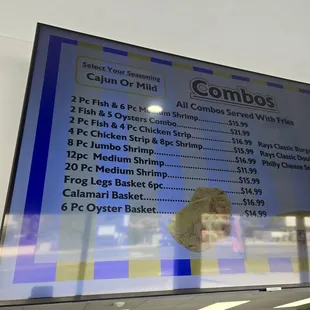 Select Your Seasoning
Cajun Or Mild
Combos
All Combos Served With Fries
2 Pc Fish & 6 Pc Medium Shrimp.....$15.99
2 Fish & 5 Oysters Combo.....$21.99
2 Pc Fish & 4 Pc Chicken Strip.....$16.99
4 Pc Chicken Strip & 8pc Shrimp.....$15.99
8 Pc Jumbo Shrimp.....$16.99
12pc Medium Shrimp.....$11.99
20 Pc Medium Shrimp.....$15.99
Frog Legs Basket 6pc.....$14.99
Calamari Basket.....$16.99
6 Pc Oyster Basket.....$14.99
Rays Classic
Rays Classic
Philly Cheese